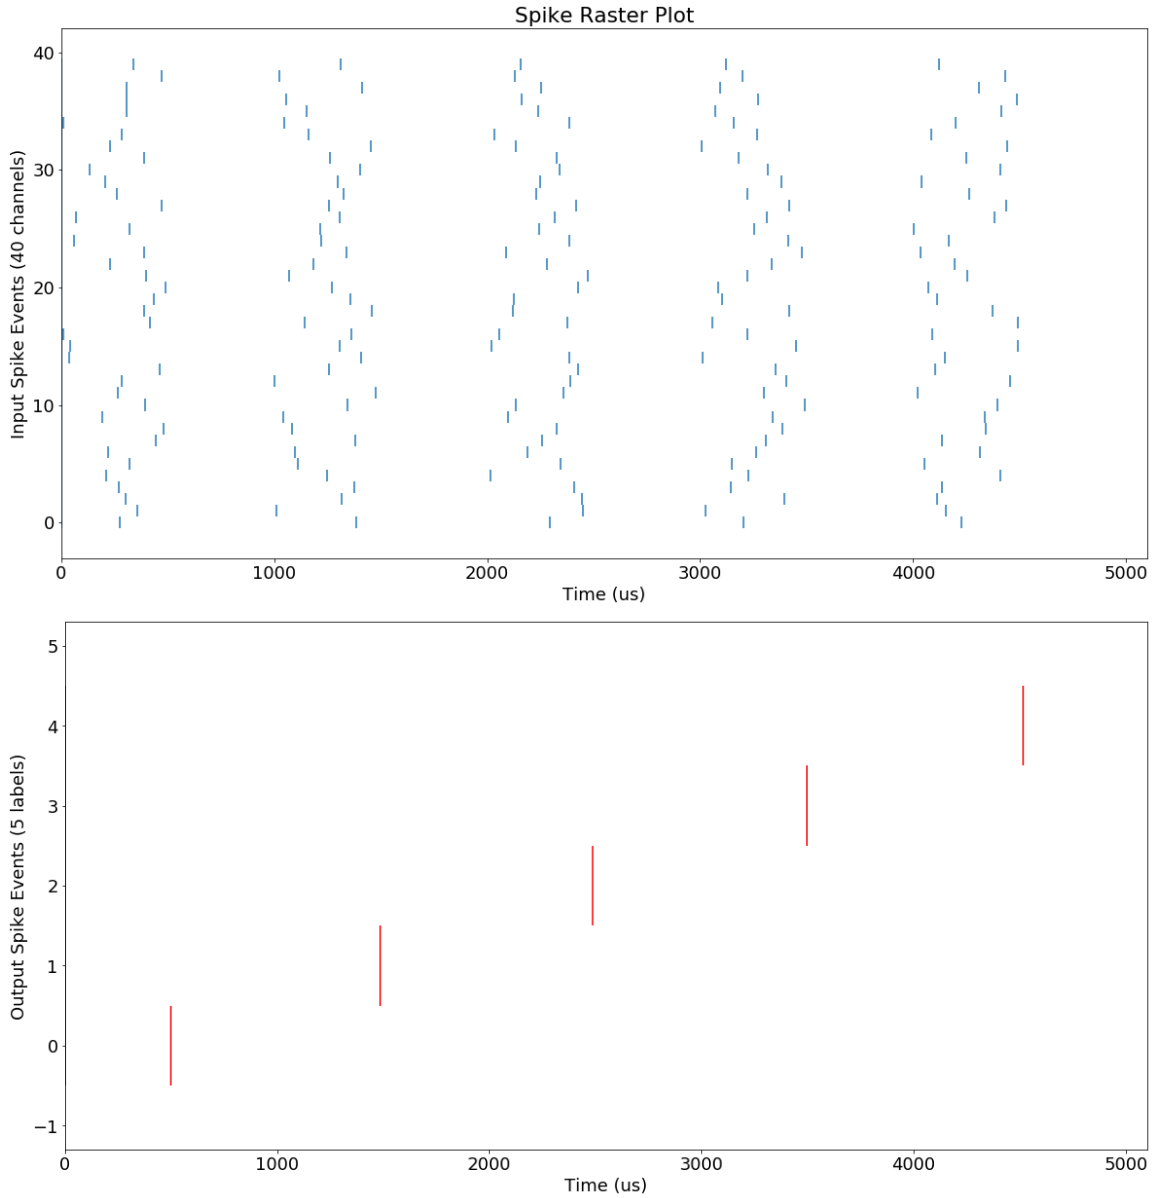 Spike Raster Plot
Input Spike Events (40 channels)
40
30
20
10
0
0 1000 2000 3000 4000 5000
Time (us)
Output Spike Events (5 labels)
5
4
3
2
1
0
−1
0 1000 2000 3000 4000 5000
Time (us)